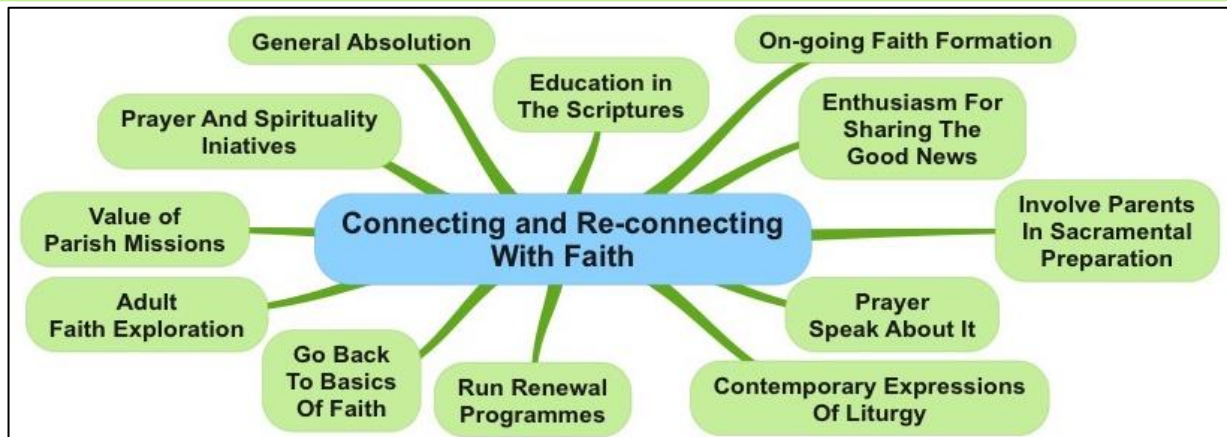 General Absolution
On-going Faith Formation
Education in
The Scriptures
Enthusiasm For
Sharing The
Good News
Prayer And Spirituality
Iniatives
Value of
Parish Missions
Connecting and Re-connecting
With Faith
Involve Parents
In Sacramental
Preparation
Adult
Faith Exploration
Prayer
Speak About It
Go Back
To Basics
Of Faith
Run Renewal
Programmes
Contemporary Expressions
Of Liturgy